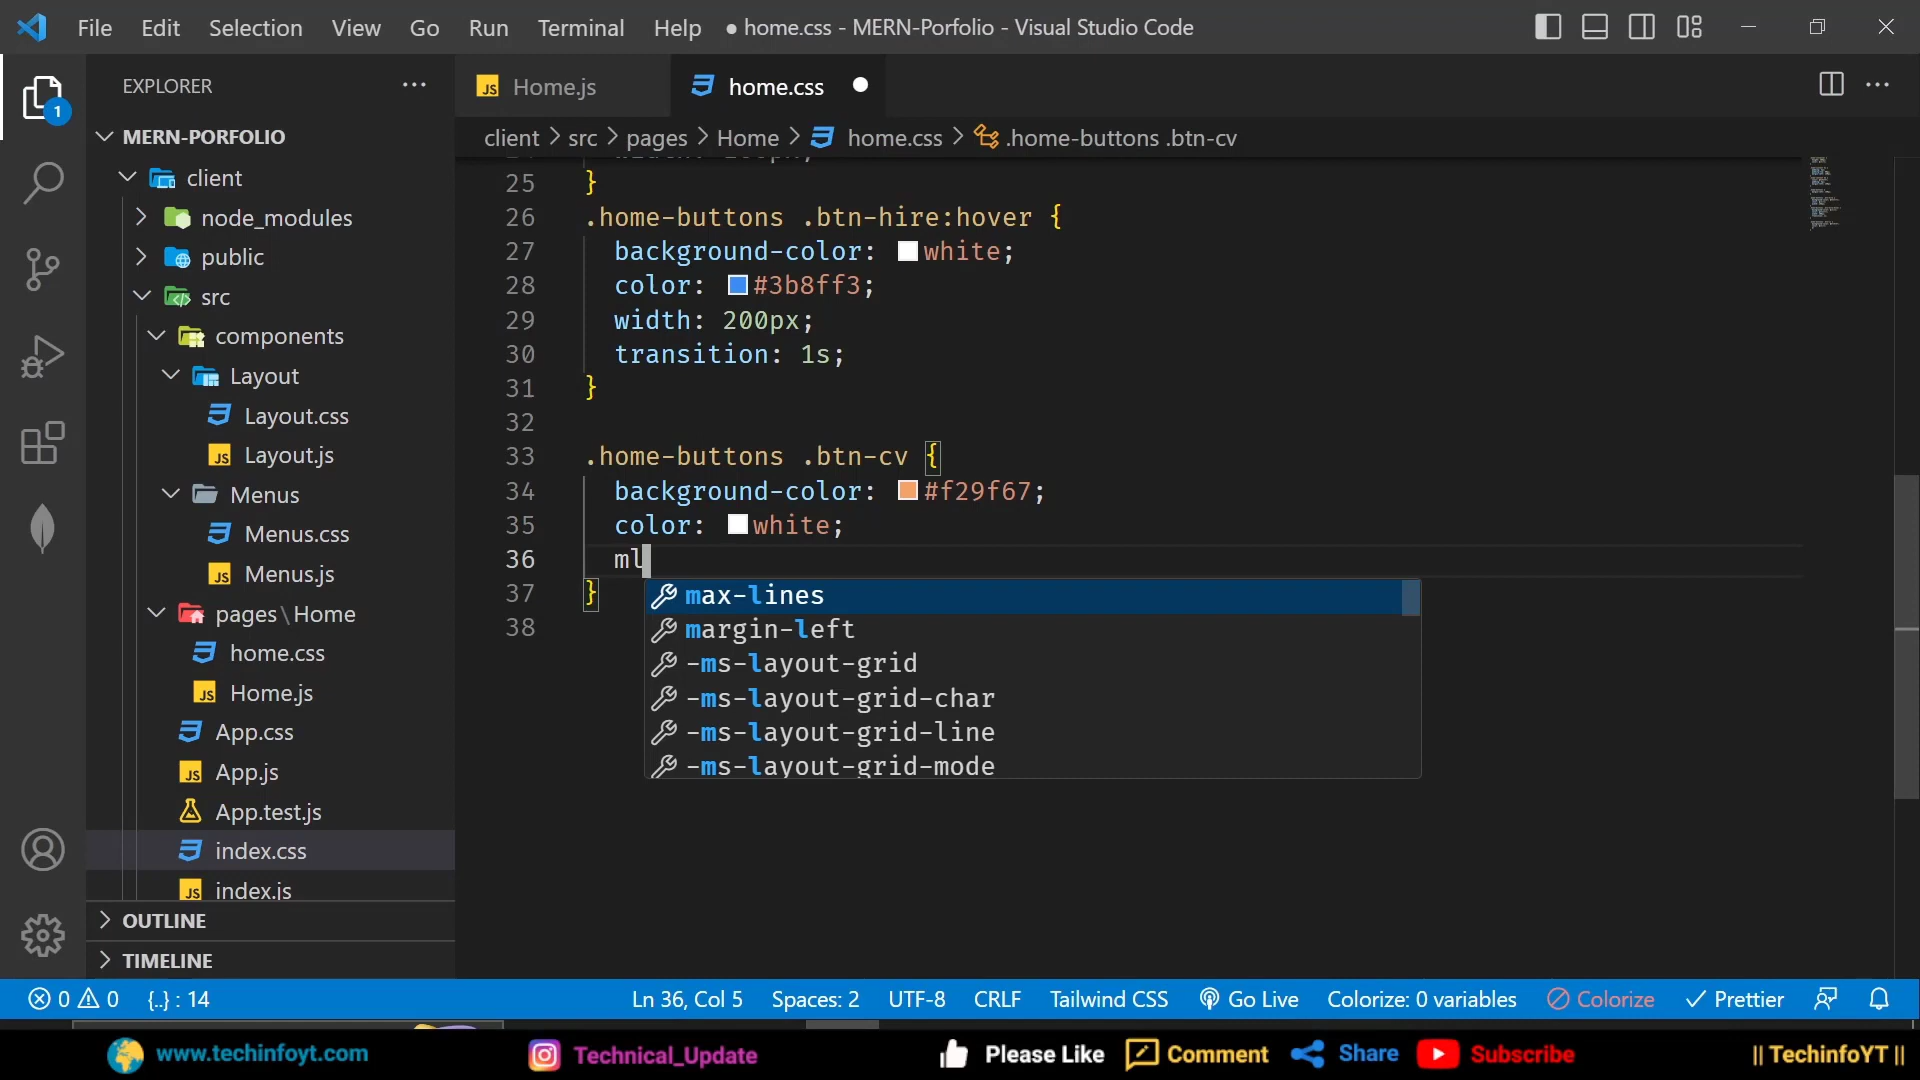 File Edit Selection View Go Run Terminal Help ● home.css - MERN-Porfolio - Visual Studio Code
EXPLORER ···
Home.js
home.css ●
1
MERN-PORFOLIO
client > src > pages > Home > home.css > .home-buttons .btn-cv
client
node_modules
public
src
components
Layout
Layout.css
Layout.js
Menus
Menus.css
Menus.js
pages\Home
home.css
Home.js
App.css
App.js
App.test.js
index.css
index.js
OUTLINE
TIMELINE
25 }
26 .home-buttons .btn-hire:hover {
27 background-color: white;
28 color: #3b8ff3;
29 width: 200px;
30 transition: 1s;
31 }
32
33 .home-buttons .btn-cv {
34 background-color: #f29f67;
35 color: white;
36 ml
37 }
38
max-lines
margin-left
-ms-layout-grid
-ms-layout-grid-char
-ms-layout-grid-line
-ms-layout-grid-mode
0 0 {..} : 14 Ln 36, Col 5 Spaces: 2 UTF-8 CRLF Tailwind CSS Go Live Colorize: 0 variables Colorize Prettier
www.techinfoyt.com Technical_Update Please Like Comment Share Subscribe || TechinfoYT ||